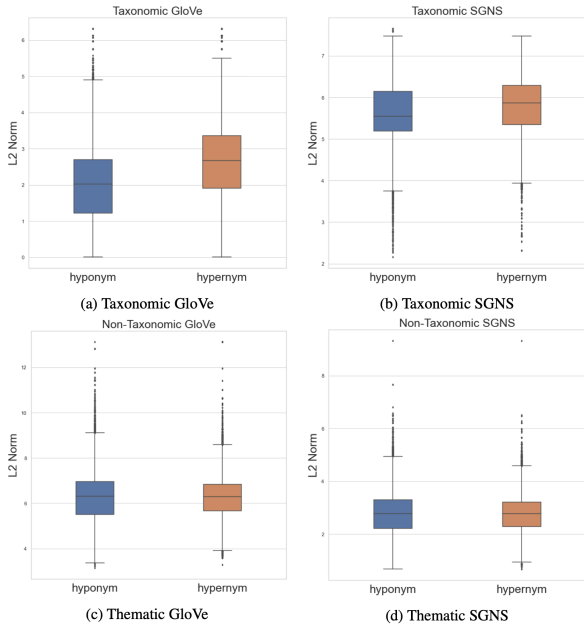 Taxonomic GloVe
6
5
4
3
2
1
0
L2 Norm
hyponym hypernym
(a) Taxonomic GloVe
Taxonomic SGNS
7
6
5
4
3
2
L2 Norm
hyponym hypernym
(b) Taxonomic SGNS
Non-Taxonomic GloVe
12
10
8
6
4
L2 Norm
hyponym hypernym
(c) Thematic GloVe
Non-Taxonomic SGNS
8
6
4
2
L2 Norm
hyponym hypernym
(d) Thematic SGNS